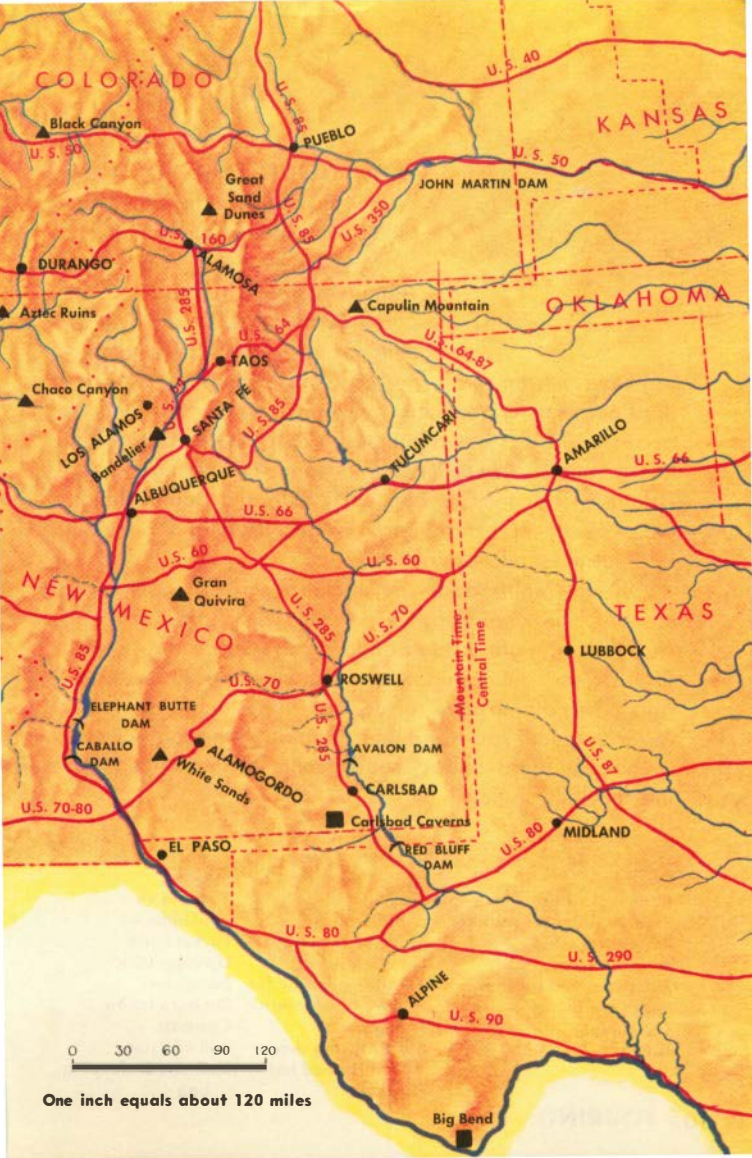 U.S. 40
COLORADO
U.S. 85
KANSAS
Black Canyon
PUEBLO
U.S. 50
U.S. 50
JOHN MARTIN DAM
Great
Sand
Dunes
U.S. 85
U.S. 350
U.S. 160
ALAMOSA
DURANGO
U.S. 285
Aztec Ruins
Capulin Mountain
OKLAHOMA
U.S. 64
U.S. 64-87
TAOS
Chaco Canyon
SANTA FÉ
U.S. 85
LOS ALAMOS
Bandelier
TUCUMCARI
AMARILLO
U.S. 66
ALBUQUERQUE
U.S. 66
U.S. 60
U.S. 60
NEW MEXICO
Gran
Quivira
U.S. 285
U.S. 70
TEXAS
Mountain Time
Central Time
LUBBOCK
U.S. 85
U.S. 70
ROSWELL
ELEPHANT BUTTE
DAM
U.S. 285
CABALLO
DAM
ALAMOGORDO
White Sands
AVALON DAM
U.S. 87
CARLSBAD
U.S. 70-80
Carlsbad Caverns
U.S. 80
MIDLAND
EL PASO
RED BLUFF
DAM
U.S. 80
U.S. 290
ALPINE
U.S. 90
0 30 60 90 120
One inch equals about 120 miles
Big Bend